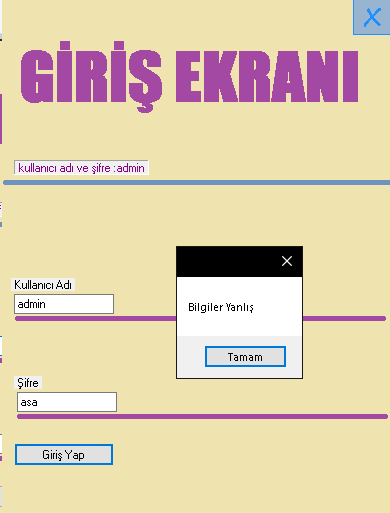 X
GİRİŞ EKRANI
kullanıcı adı ve şifre :admin
Kullanıcı Adı
admin
Bilgiler Yanlış
Tamam
Şifre
asa
Giriş Yap